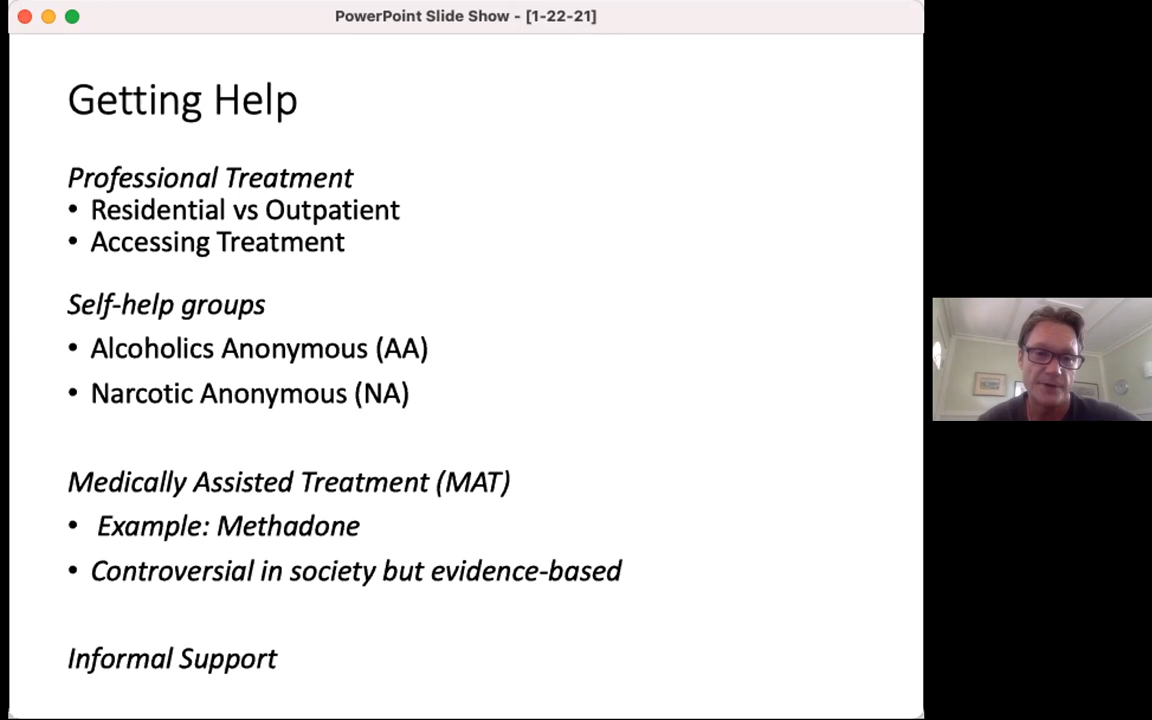 PowerPoint Slide Show - [1-22-21]
Getting Help
Professional Treatment
• Residential vs Outpatient
• Accessing Treatment
Self-help groups
• Alcoholics Anonymous (AA)
• Narcotic Anonymous (NA)
Medically Assisted Treatment (MAT)
• Example: Methadone
• Controversial in society but evidence-based
Informal Support